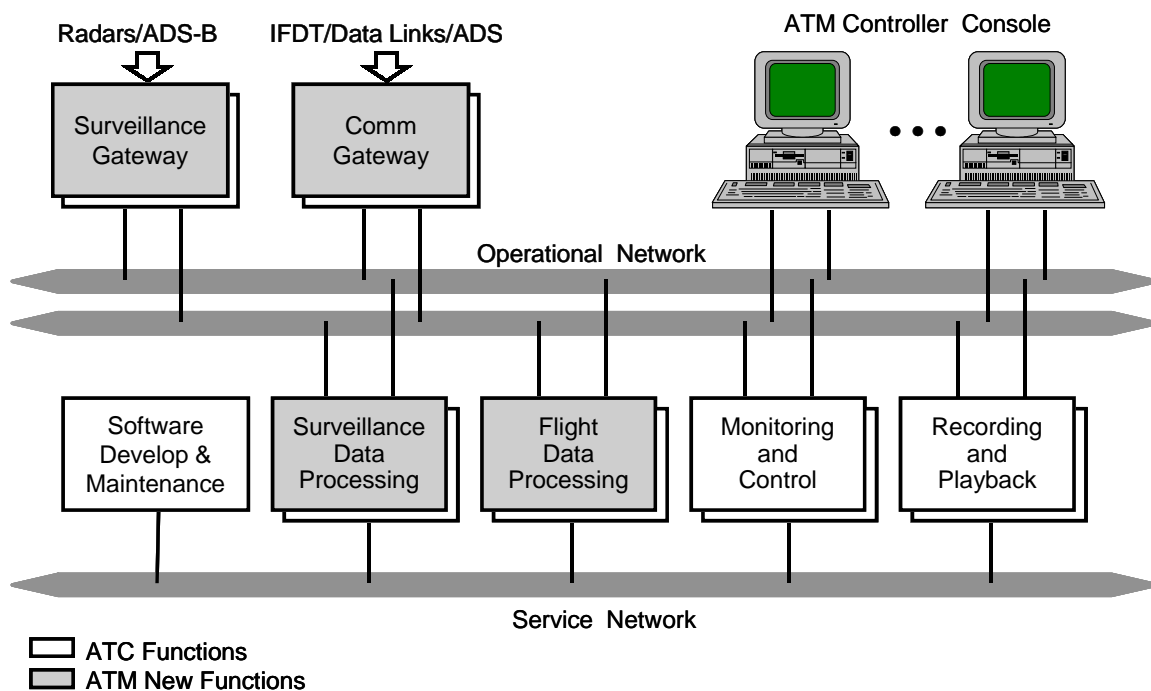 Radars/ADS-B
IFDT/Data Links/ADS
ATM Controller Console
Surveillance
Gateway
Comm
Gateway
Operational Network
Software
Develop &
Maintenance
Surveillance
Data
Processing
Flight
Data
Processing
Monitoring
and
Control
Recording
and
Playback
Service Network
ATC Functions
ATM New Functions